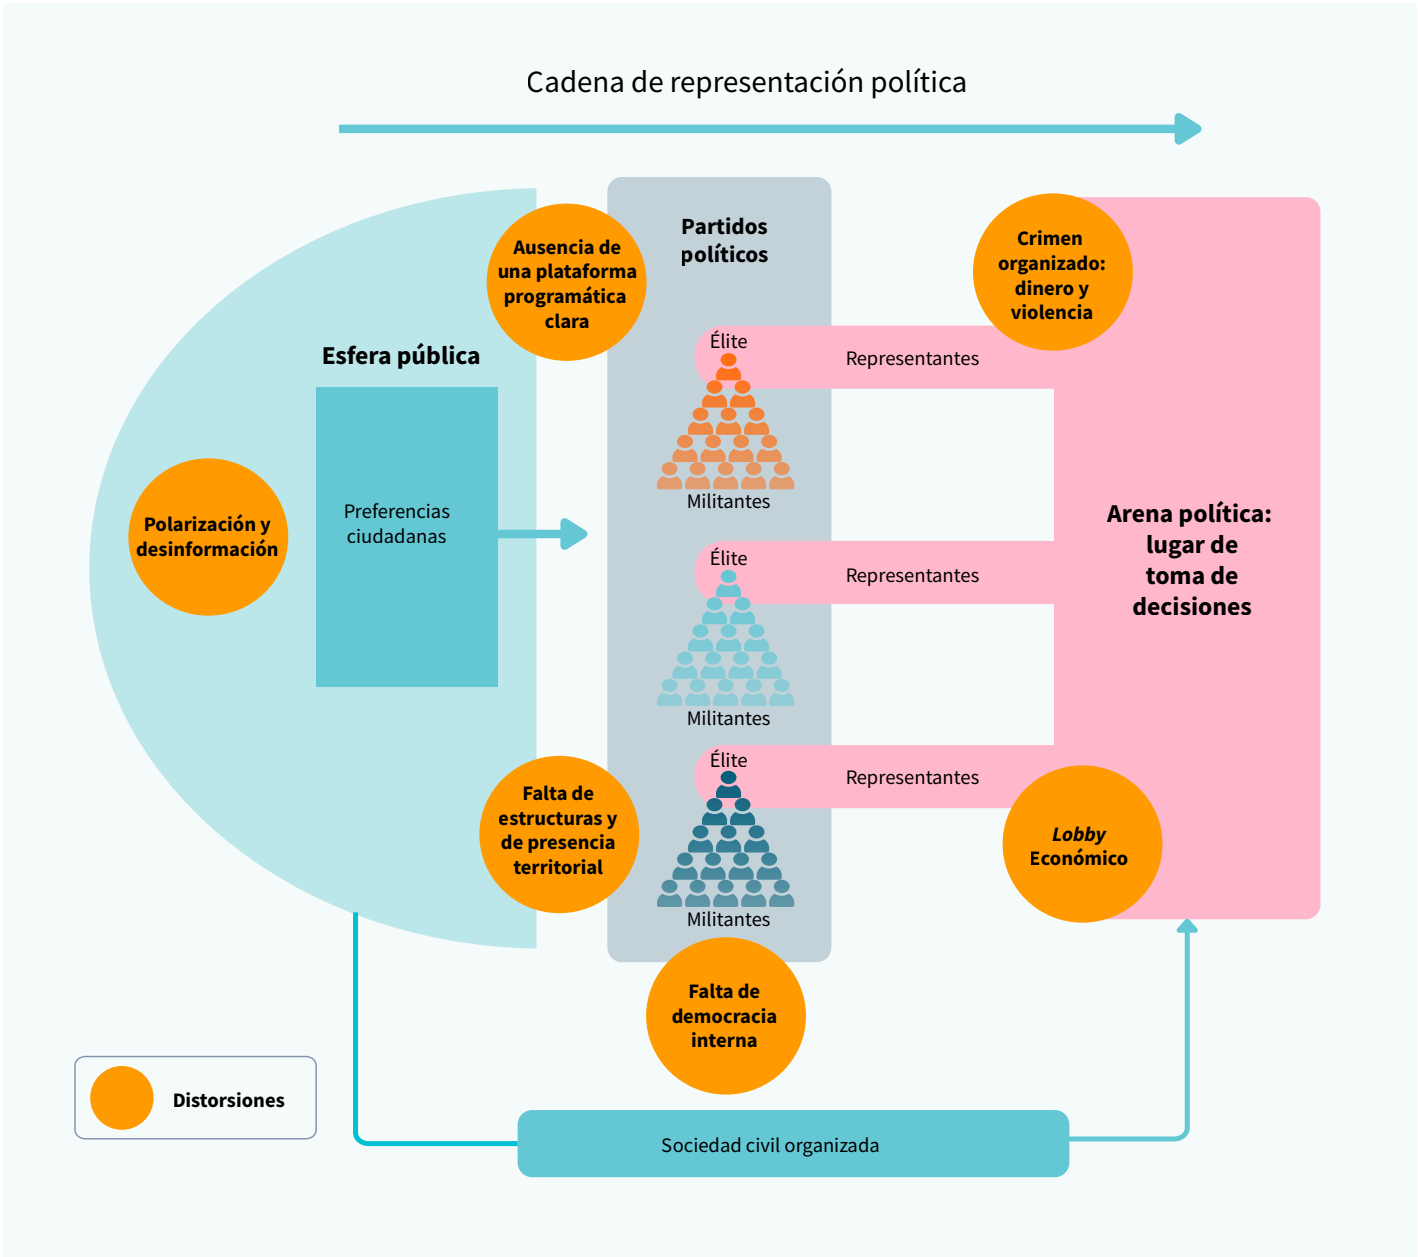 Cadena de representación política
Esfera pública
Polarización y
desinformación
Preferencias
ciudadanas
Ausencia de
una plataforma
programática
clara
Falta de
estructuras y
de presencia
territorial
Partidos
políticos
Élite
Militantes
Élite
Militantes
Élite
Militantes
Falta de
democracia
interna
Representantes
Representantes
Representantes
Crimen
organizado:
dinero y
violencia
Arena política:
lugar de
toma de
decisiones
Lobby
Económico
Distorsiones
Sociedad civil organizada